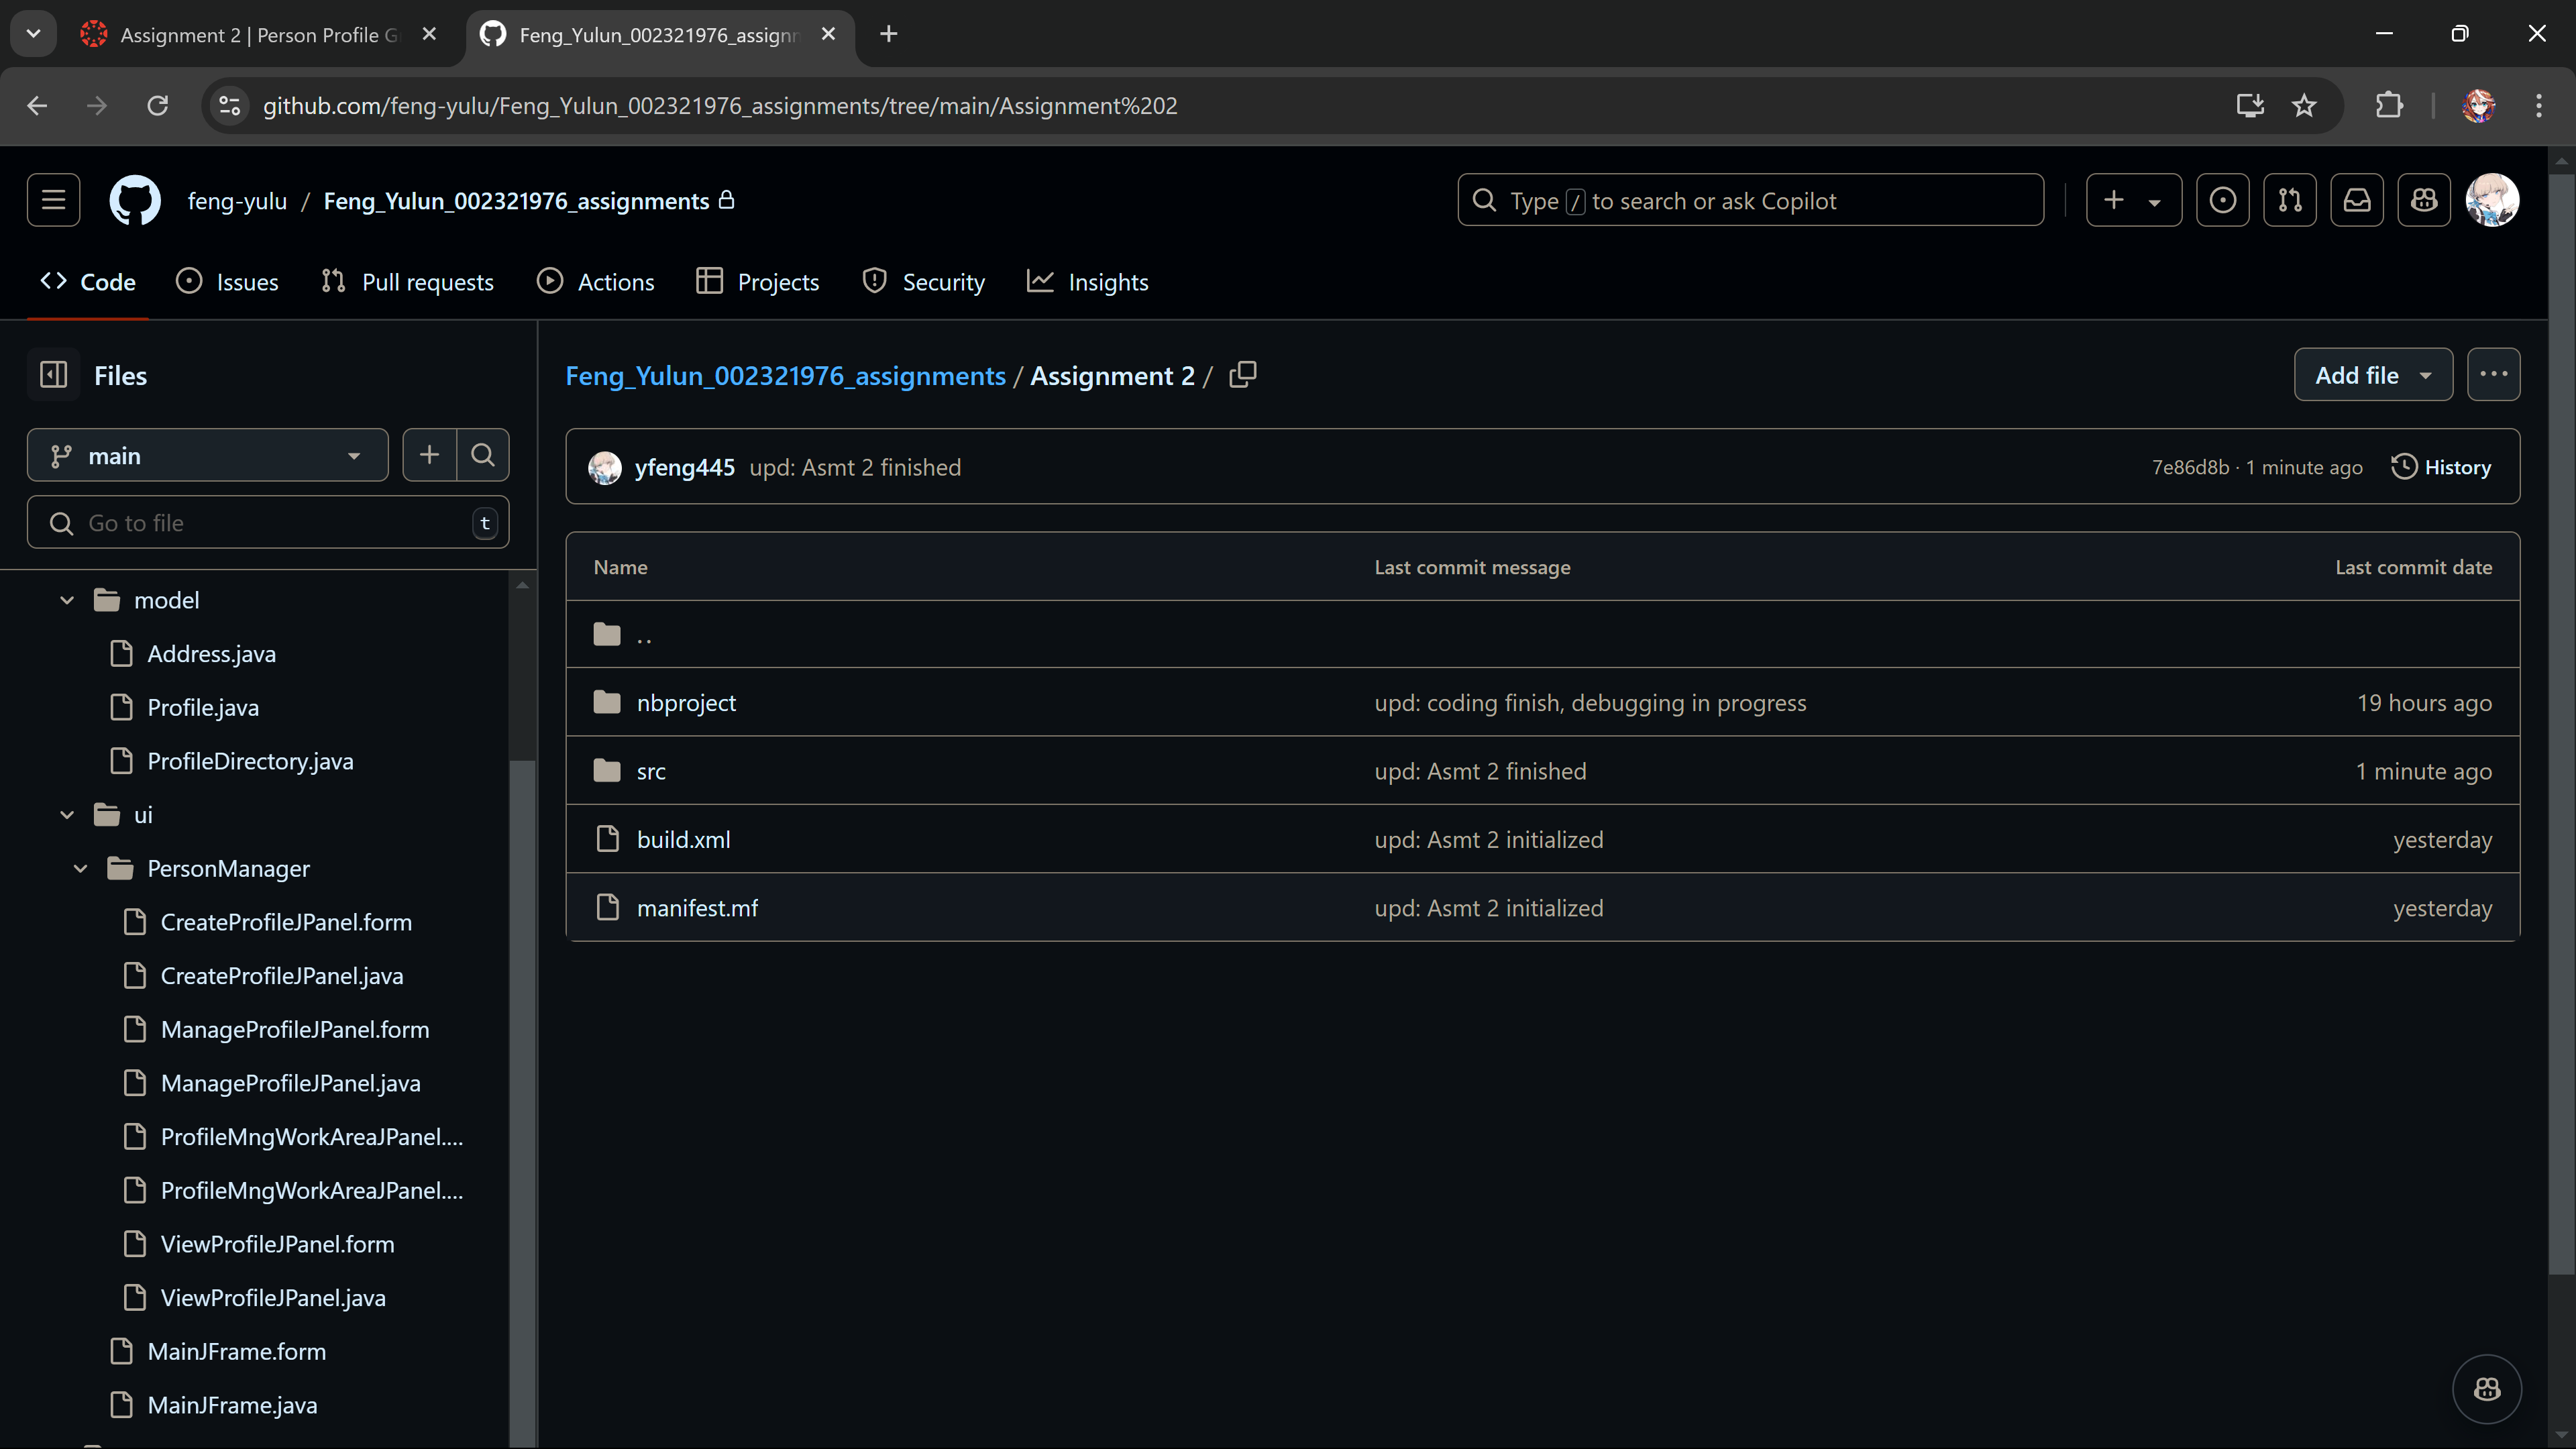 Assignment 2 | Person Profile G
Feng_Yulun_002321976_assignm
github.com/feng-yulu/Feng_Yulun_002321976_assignments/tree/main/Assignment%202
feng-yulu / Feng_Yulun_002321976_assignments
Type / to search or ask Copilot
Code
Issues
Pull requests
Actions
Projects
Security
Insights
Files
main
Go to file
t
model
Address.java
Profile.java
ProfileDirectory.java
ui
PersonManager
CreateProfileJPanel.form
CreateProfileJPanel.java
ManageProfileJPanel.form
ManageProfileJPanel.java
ProfileMngWorkAreaJPanel....
ProfileMngWorkAreaJPanel....
ViewProfileJPanel.form
ViewProfileJPanel.java
MainJFrame.form
MainJFrame.java
Feng_Yulun_002321976_assignments / Assignment 2 /
Add file
yfeng445 upd: Asmt 2 finished
7e86d8b · 1 minute ago
History
Name Last commit message Last commit date
..
nbproject upd: coding finish, debugging in progress 19 hours ago
src upd: Asmt 2 finished 1 minute ago
build.xml upd: Asmt 2 initialized yesterday
manifest.mf upd: Asmt 2 initialized yesterday